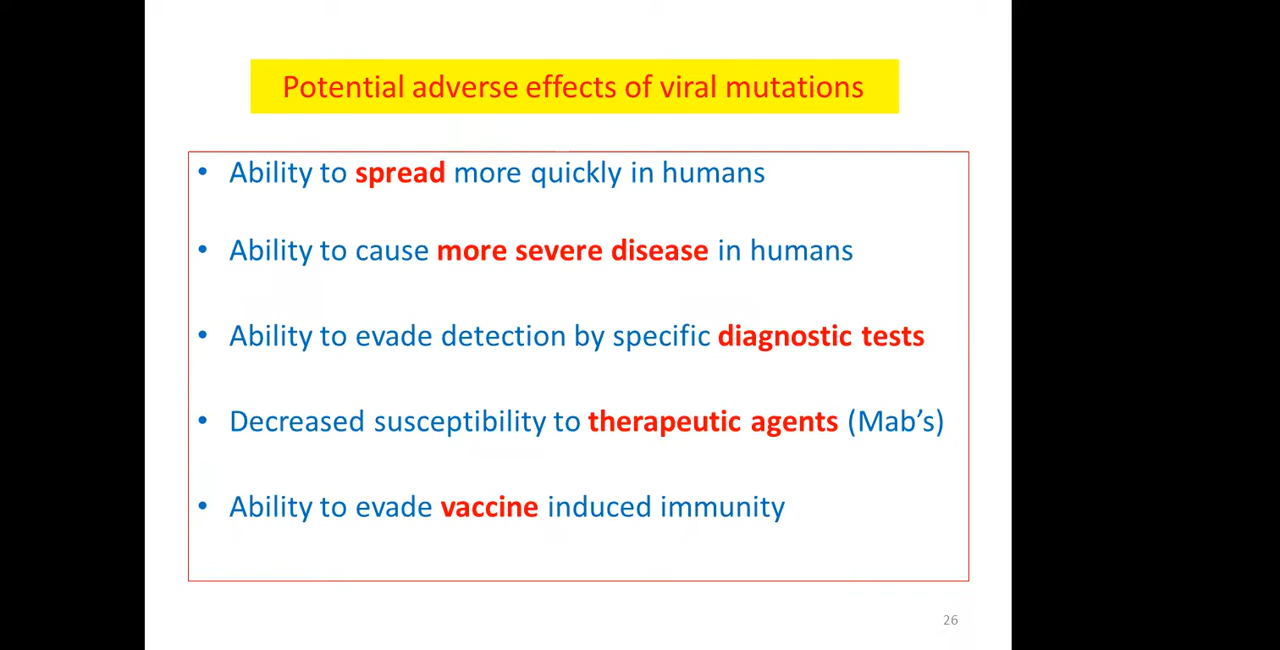 Potential adverse effects of viral mutations
• Ability to spread more quickly in humans
• Ability to cause more severe disease in humans
• Ability to evade detection by specific diagnostic tests
• Decreased susceptibility to therapeutic agents (Mab’s)
• Ability to evade vaccine induced immunity
26